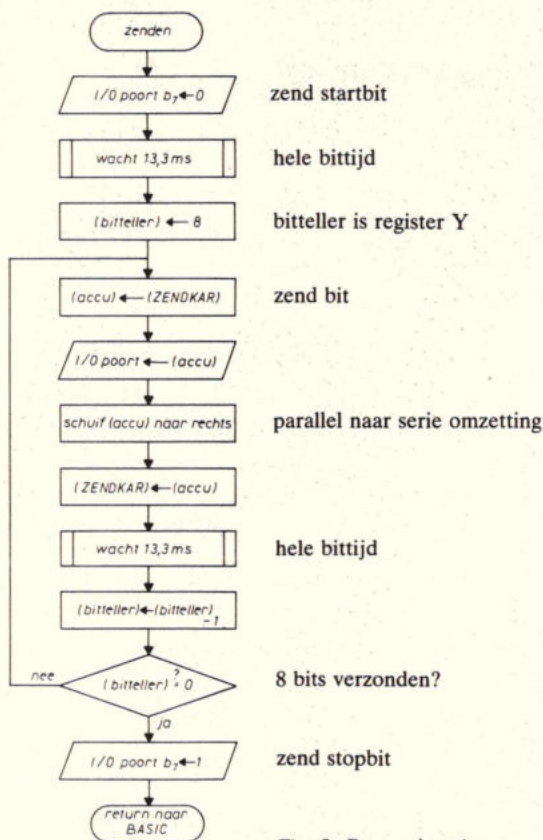 zenden
I/O poort b₇←0 zend startbit
wacht 13,3 ms hele bittijd
(bitteller) ← 8 bitteller is register Y
(accu) ← (ZENDKAR) zend bit
I/O poort ← (accu)
schuif (accu) naar rechts parallel naar serie omzetting
(ZENDKAR) ← (accu)
wacht 13,3 ms hele bittijd
(bitteller) ← (bitteller)
-1
nee (bitteller) ?= 0 8 bits verzonden?
ja
I/O poort b₇←1 zend stopbit
return naar
BASIC